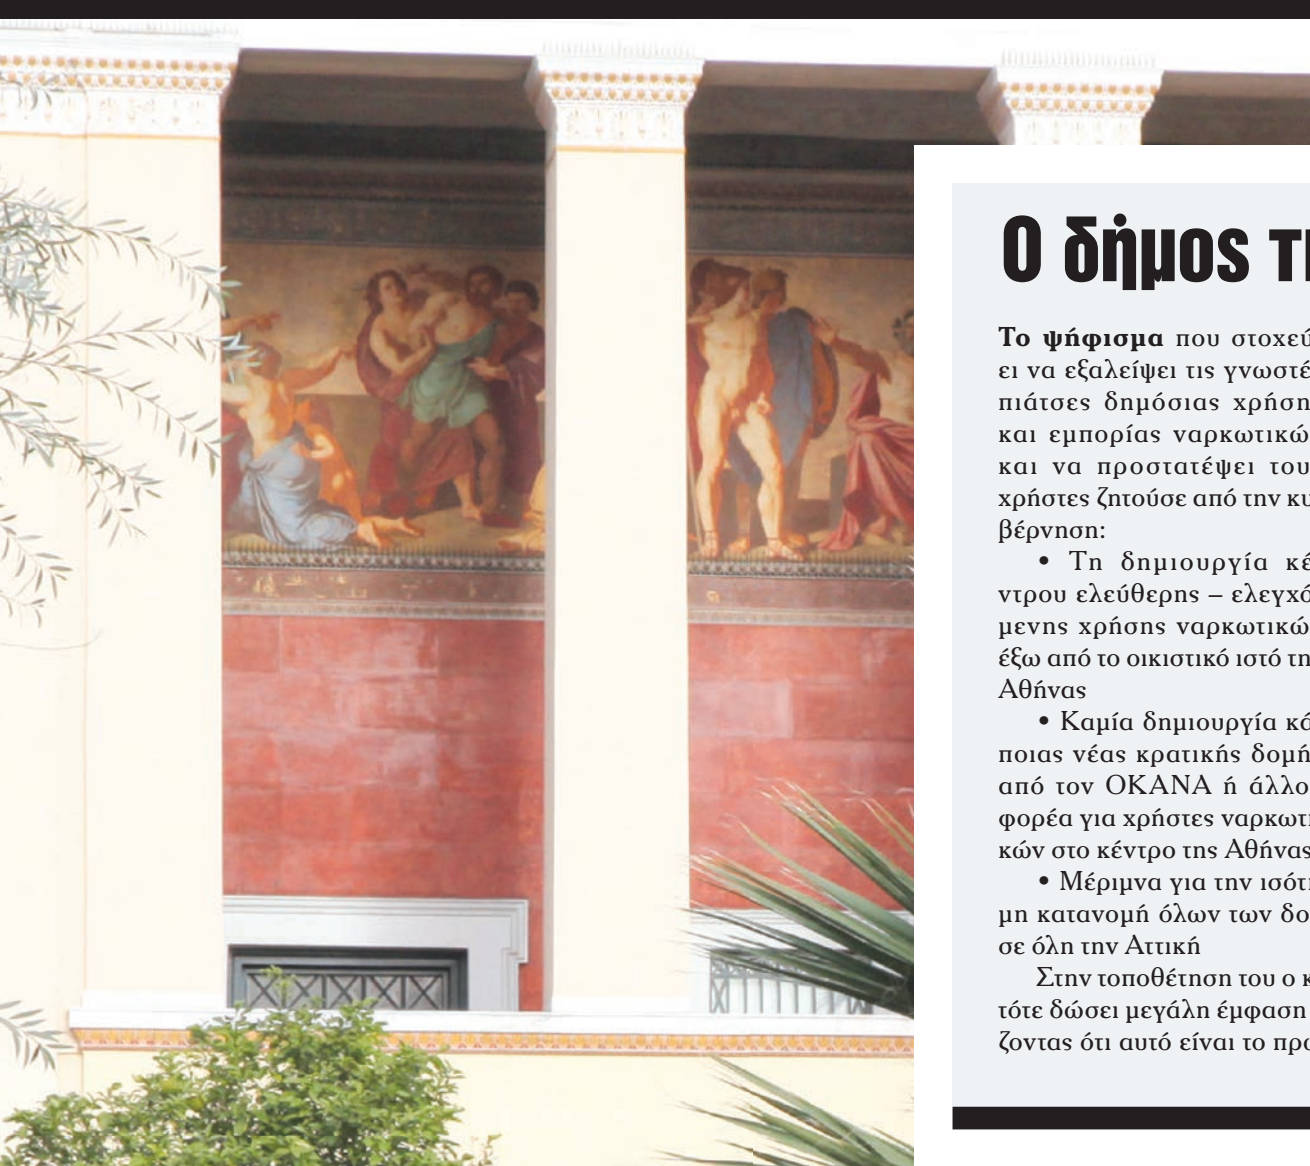 Ο δήμος τη
Το ψήφισμα που στοχεύ
ει να εξαλείψει τις γνωστέ
πιάτσες δημόσιας χρήση
και εμπορίας ναρκωτικώ
και να προστατέψει του
χρήστες ζητούσε από την κυ
βέρνηση:
• Τη δημιουργία κέ
ντρου ελεύθερης – ελεγχό
μενης χρήσης ναρκωτικώ
έξω από το οικιστικό ιστό τη
Αθήνας
• Καμία δημιουργία κά
ποιας νέας κρατικής δομή
από τον ΟΚΑΝΑ ή άλλο
φορέα για χρήστες ναρκωτι
κών στο κέντρο της Αθήνας
• Μέριμνα για την ισότι
μη κατανομή όλων των δο
σε όλη την Αττική
Στην τοποθέτηση του ο κ
τότε δώσει μεγάλη έμφαση
ζοντας ότι αυτό είναι το πρα